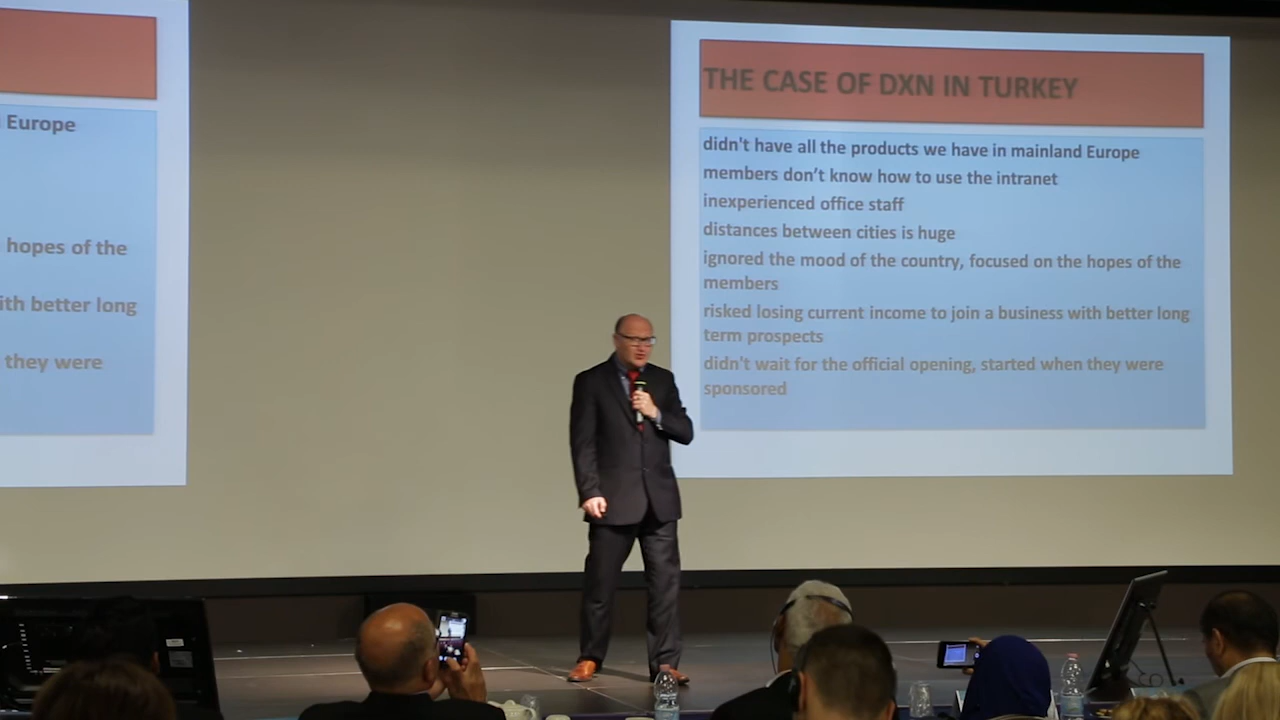 Europe
hopes of the
ith better long
they were
THE CASE OF DXN IN TURKEY
didn't have all the products we have in mainland Europe
members don't know how to use the intranet
inexperienced office staff
distances between cities is huge
ignored the mood of the country, focused on the hopes of the
members
risked losing current income to join a business with better long
term prospects
didn't wait for the official opening, started when they were
sponsored